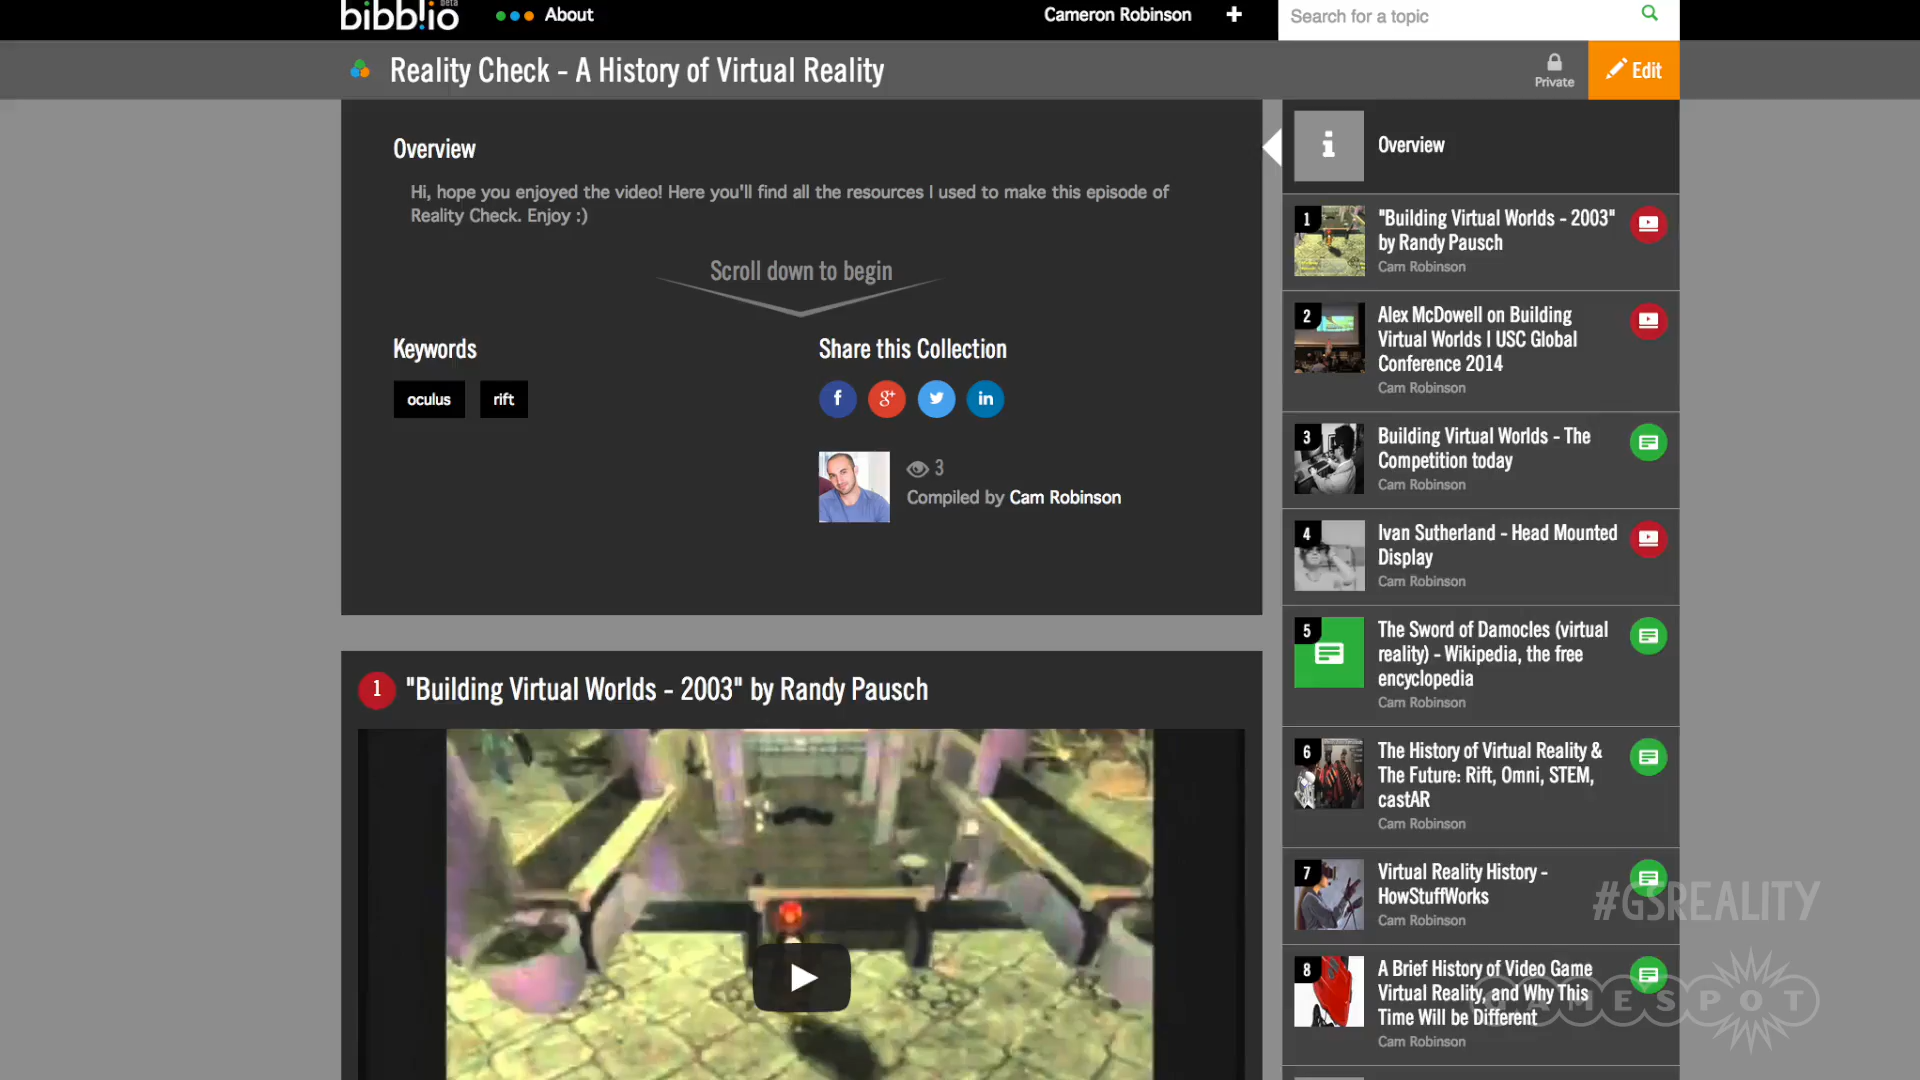 bibblio
beta
About
Cameron Robinson
Search for a topic
Reality Check - A History of Virtual Reality
Private
Edit
Overview
Hi, hope you enjoyed the video! Here you'll find all the resources I used to make this episode of
Reality Check. Enjoy :)
Scroll down to begin
Keywords
oculus
rift
Share this Collection
f
g+
in
3
Compiled by Cam Robinson
1
"Building Virtual Worlds - 2003" by Randy Pausch
i
Overview
1
"Building Virtual Worlds - 2003"
by Randy Pausch
Cam Robinson
2
Alex McDowell on Building
Virtual Worlds | USC Global
Conference 2014
Cam Robinson
3
Building Virtual Worlds - The
Competition today
Cam Robinson
4
Ivan Sutherland - Head Mounted
Display
Cam Robinson
5
The Sword of Damocles (virtual
reality) - Wikipedia, the free
encyclopedia
Cam Robinson
6
The History of Virtual Reality &
The Future: Rift, Omni, STEM,
castAR
Cam Robinson
7
Virtual Reality History -
HowStuffWorks
Cam Robinson
8
A Brief History of Video Game
Virtual Reality, and Why This
Time Will be Different
Cam Robinson
#GSREALITY
GAMESPOT